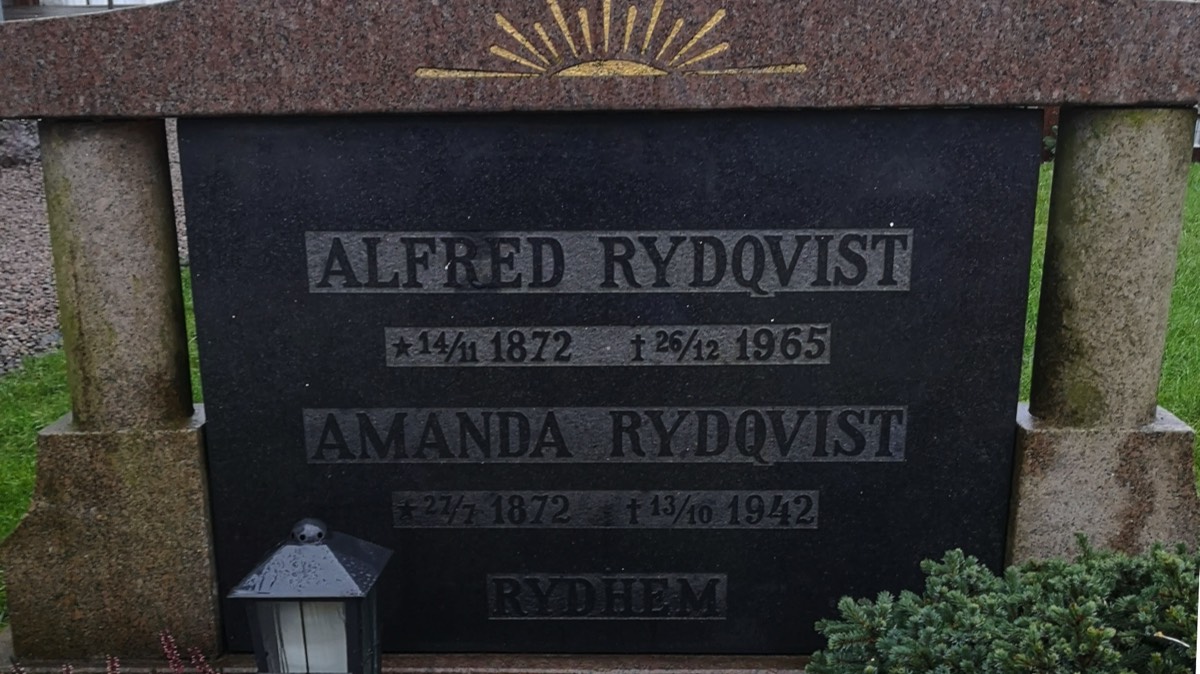 ALFRED RYDQVIST
★ 14/11 1872 † 26/12 1965
AMANDA RYDQVIST
★ 27/7 1872 † 13/10 1942
RYDHEM